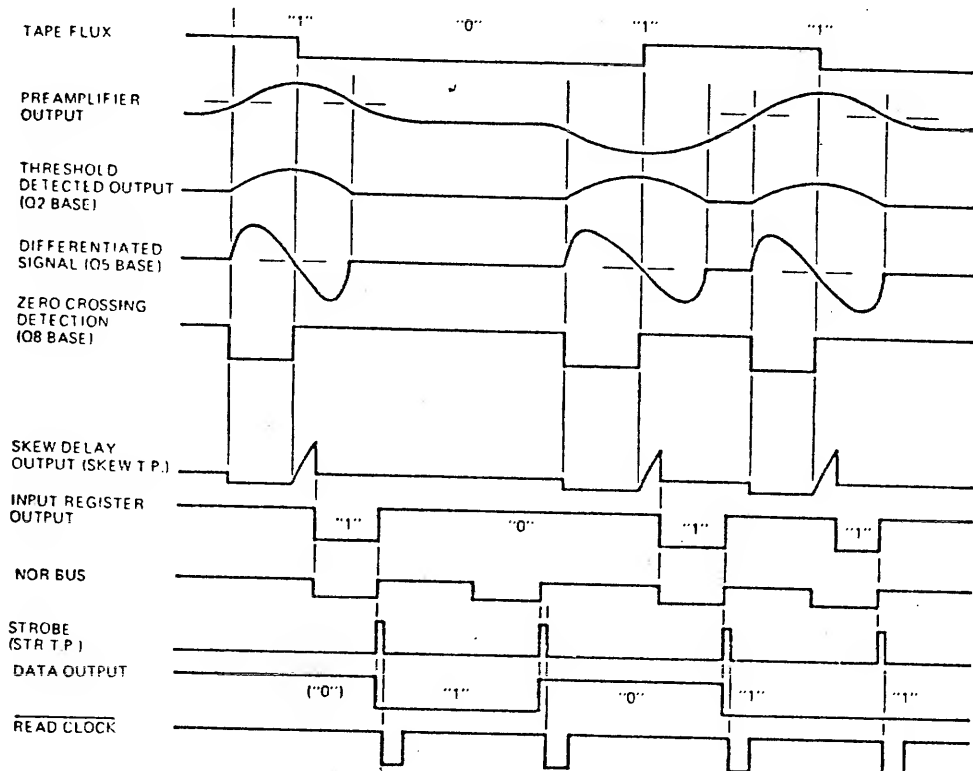 "1" "0" "1" "1"
TAPE FLUX
PREAMPLIFIER
OUTPUT
THRESHOLD
DETECTED OUTPUT
(Q2 BASE)
DIFFERENTIATED
SIGNAL (Q5 BASE)
ZERO CROSSING
DETECTION
(Q8 BASE)
SKEW DELAY
OUTPUT (SKEW T.P.)
INPUT REGISTER
OUTPUT
"1" "0" "1" "1"
NOR BUS
STROBE
(STR T.P.)
DATA OUTPUT
("0") "1" "0" "1" "1"
READ CLOCK